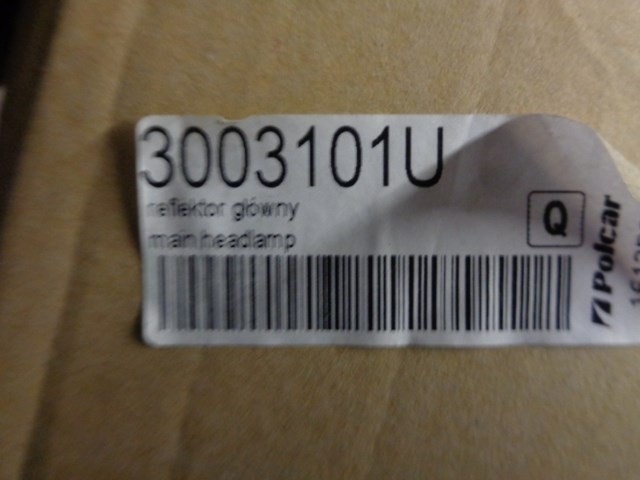 3003101U
reflektor główny
main headlamp
Q
Polcar